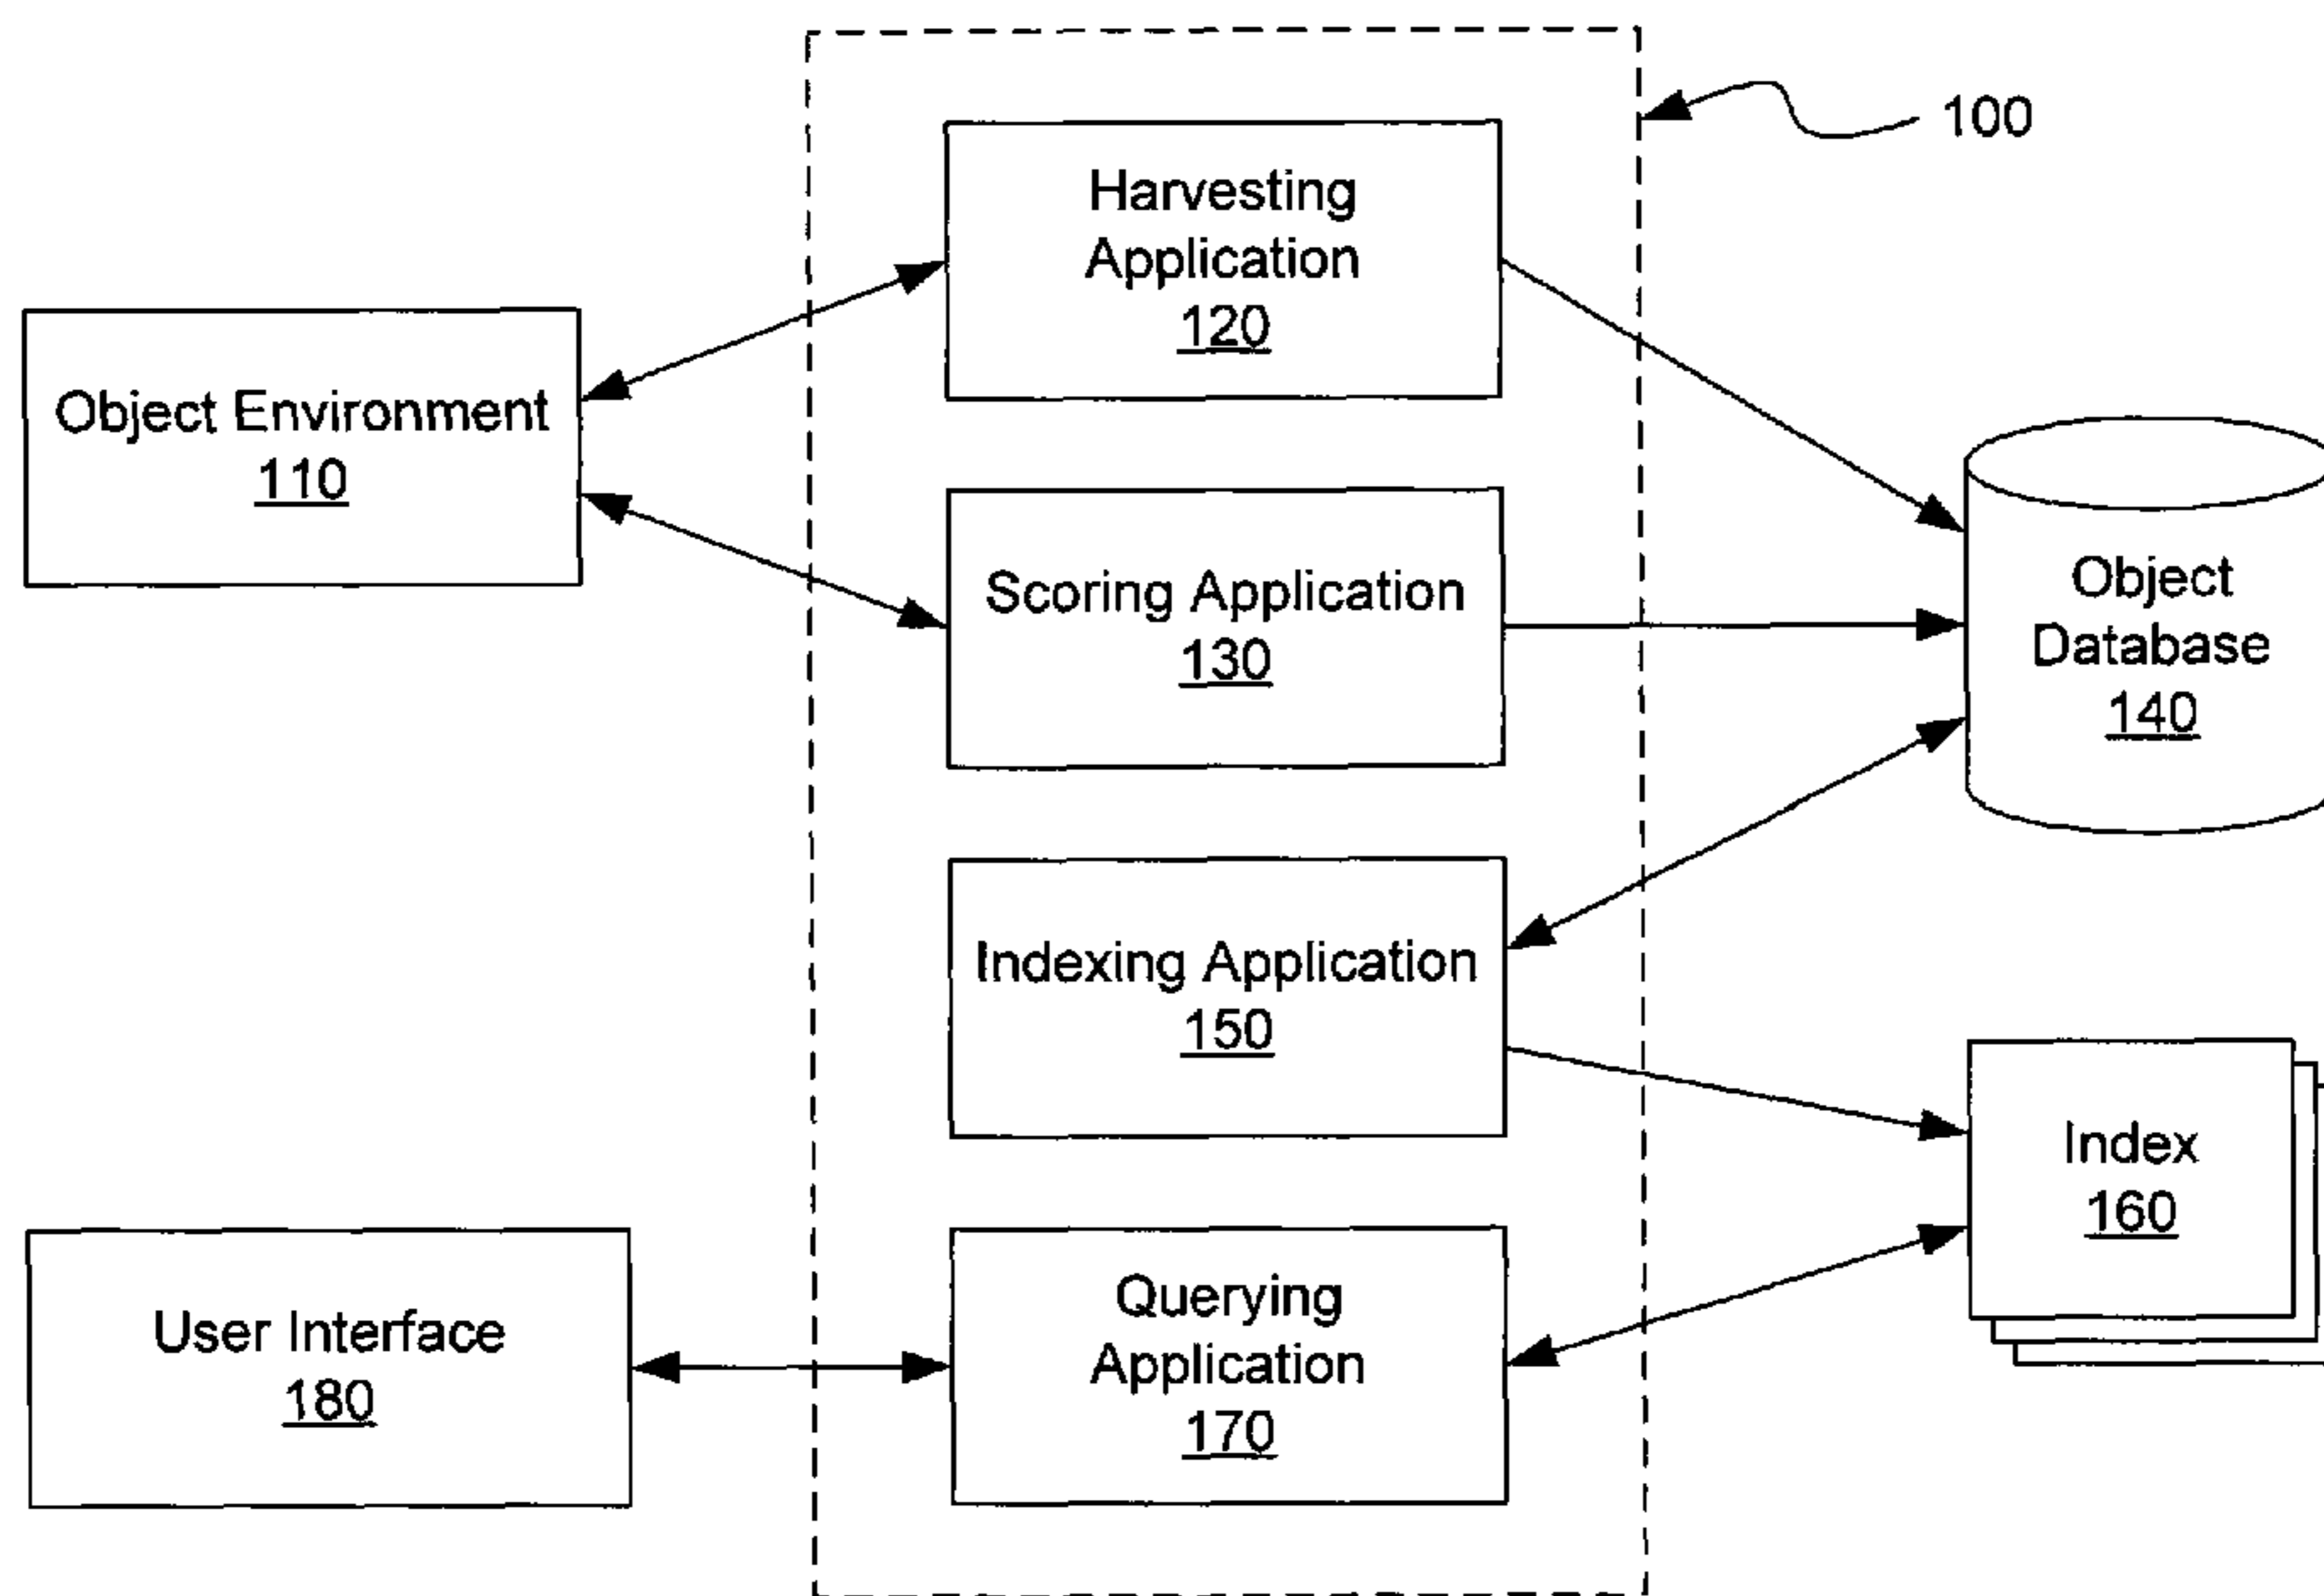 100
Harvesting
Application
120
Object Environment
110
Scoring Application
130
Object
Database
140
Indexing Application
150
Index
160
User Interface
180
Querying
Application
170